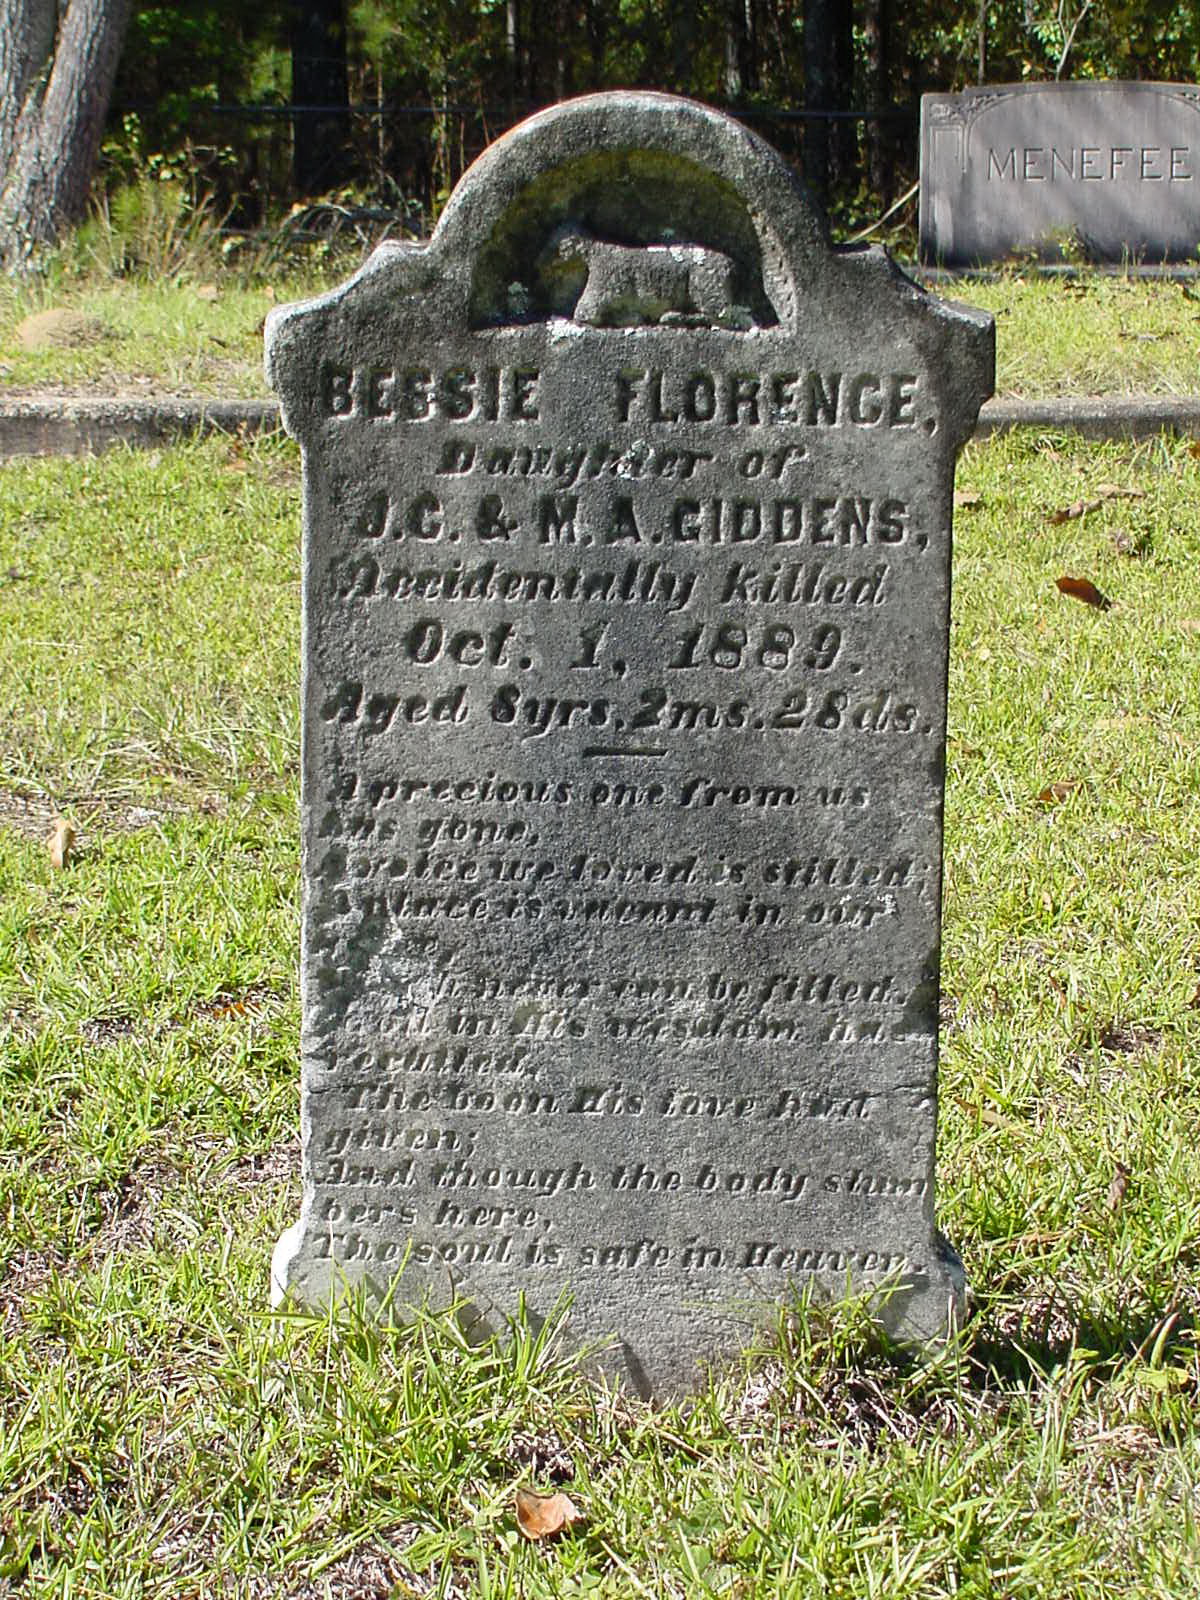 MENEFEE
BESSIE FLORENCE,
Daughter of
J.C. & M.A. GIDDENS,
Accidentally killed
Oct. 1, 1889.
Aged 8yrs, 2ms. 28ds.
A precious one from us
has gone,
A voice we loved is stilled;
A place is vacant in our
Which never can be filled.
God in His wisdom has
recalled,
The boon His love had
given;
And though the body slum
bers here,
The soul is safe in Heaven.